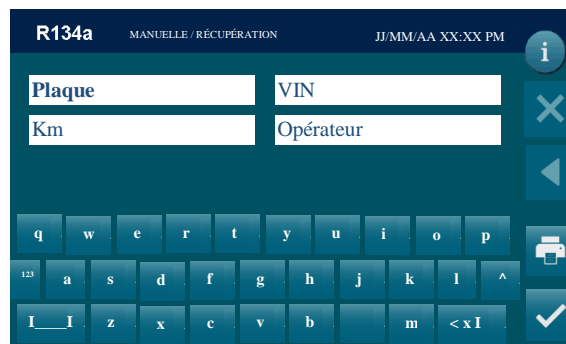 R134a MANUELLE / RÉCUPÉRATION JJ/MM/AA XX:XX PM
i
Plaque VIN
Km Opérateur
q w e r t y u i o p
123 a s d f g h j k l ^
I___I z x c v b m < x I